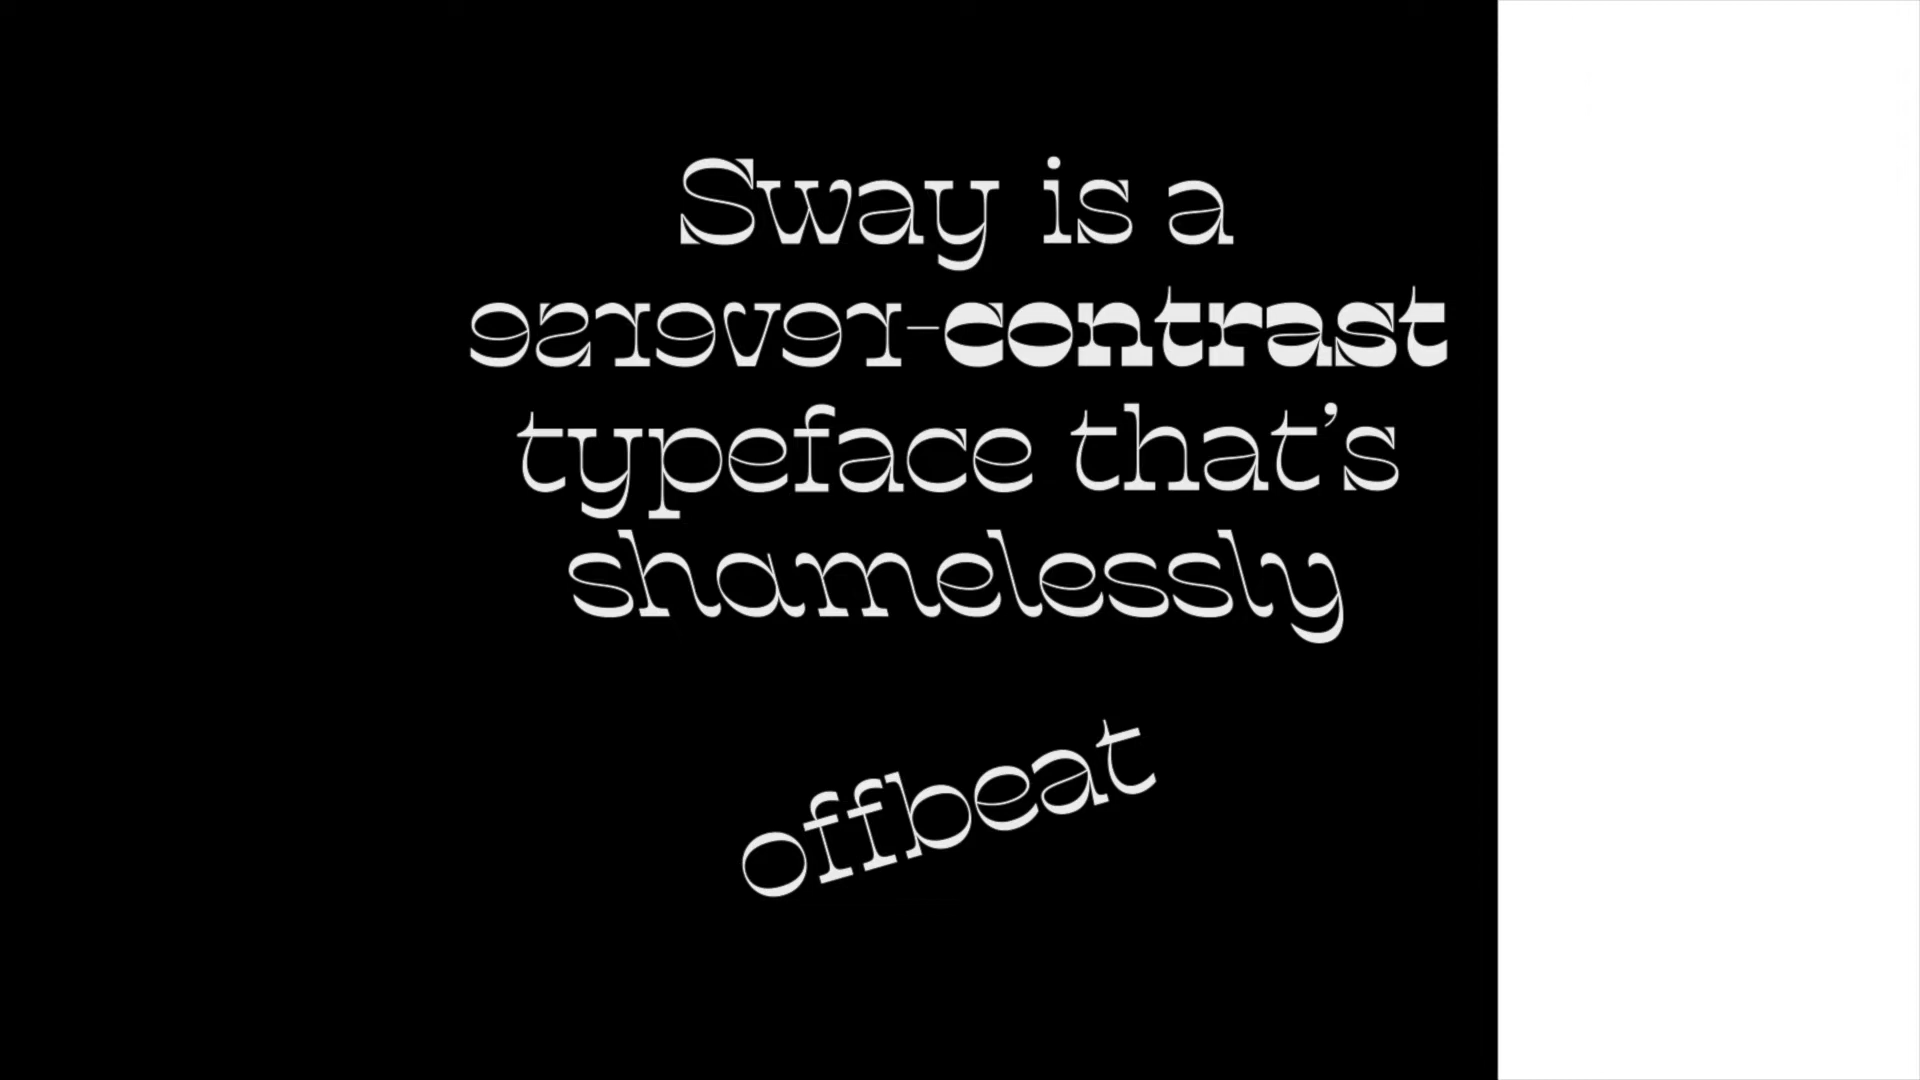 Sway is a
reverse-contrast
typeface that’s
shamelessly
offbeat